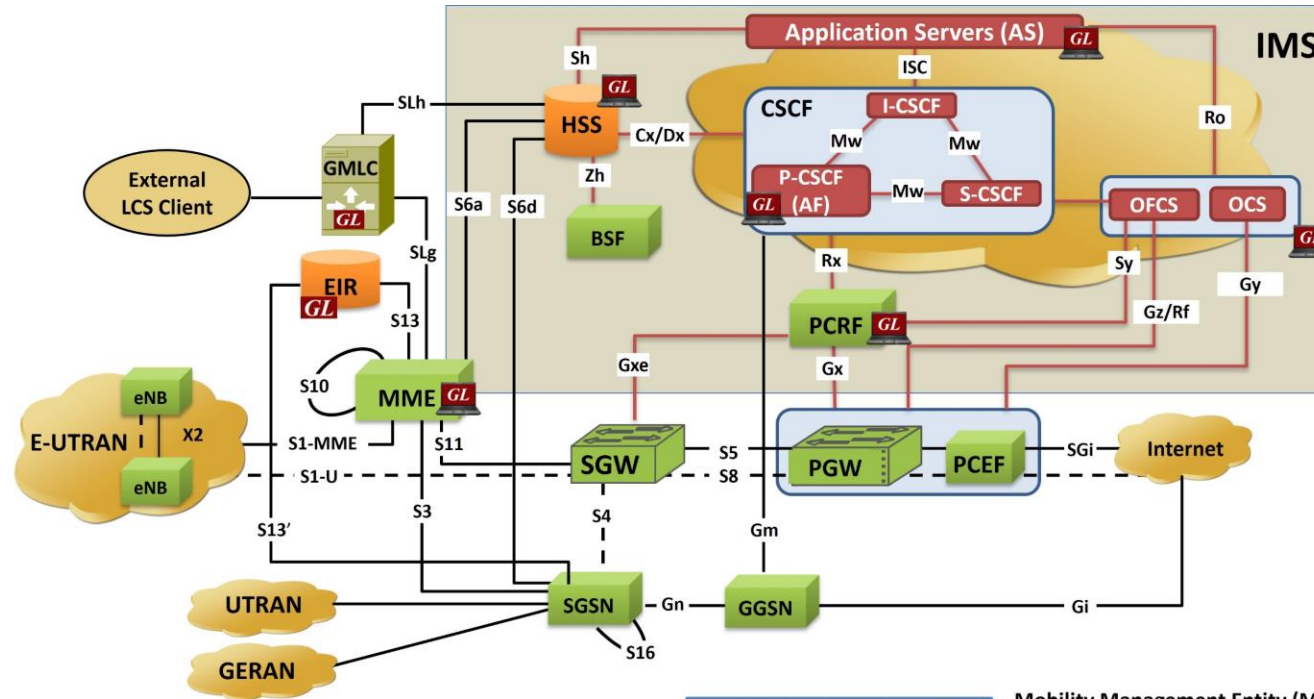 Application Servers (AS)
GL
IMS
Sh
ISC
GL
SLh
HSS
CSCF
I-CSCF
Cx/Dx
Mw
Mw
Ro
GMLC
GL
External
LCS Client
Zh
P-CSCF
(AF)
Mw
S-CSCF
GL
OFCS
OCS
GL
S6a
S6d
BSF
SLg
Rx
Sy
Gy
EIR
GL
S13
PCRF
GL
Gz/Rf
Gxe
Gx
S10
MME
GL
eNB
E-UTRAN
X2
eNB
S1-MME
S11
S1-U
SGW
S5
S8
PGW
PCEF
SGi
Internet
S13’
S3
S4
Gm
UTRAN
SGSN
Gn
GGSN
Gi
S16
GERAN
Mobility Management Entity (M